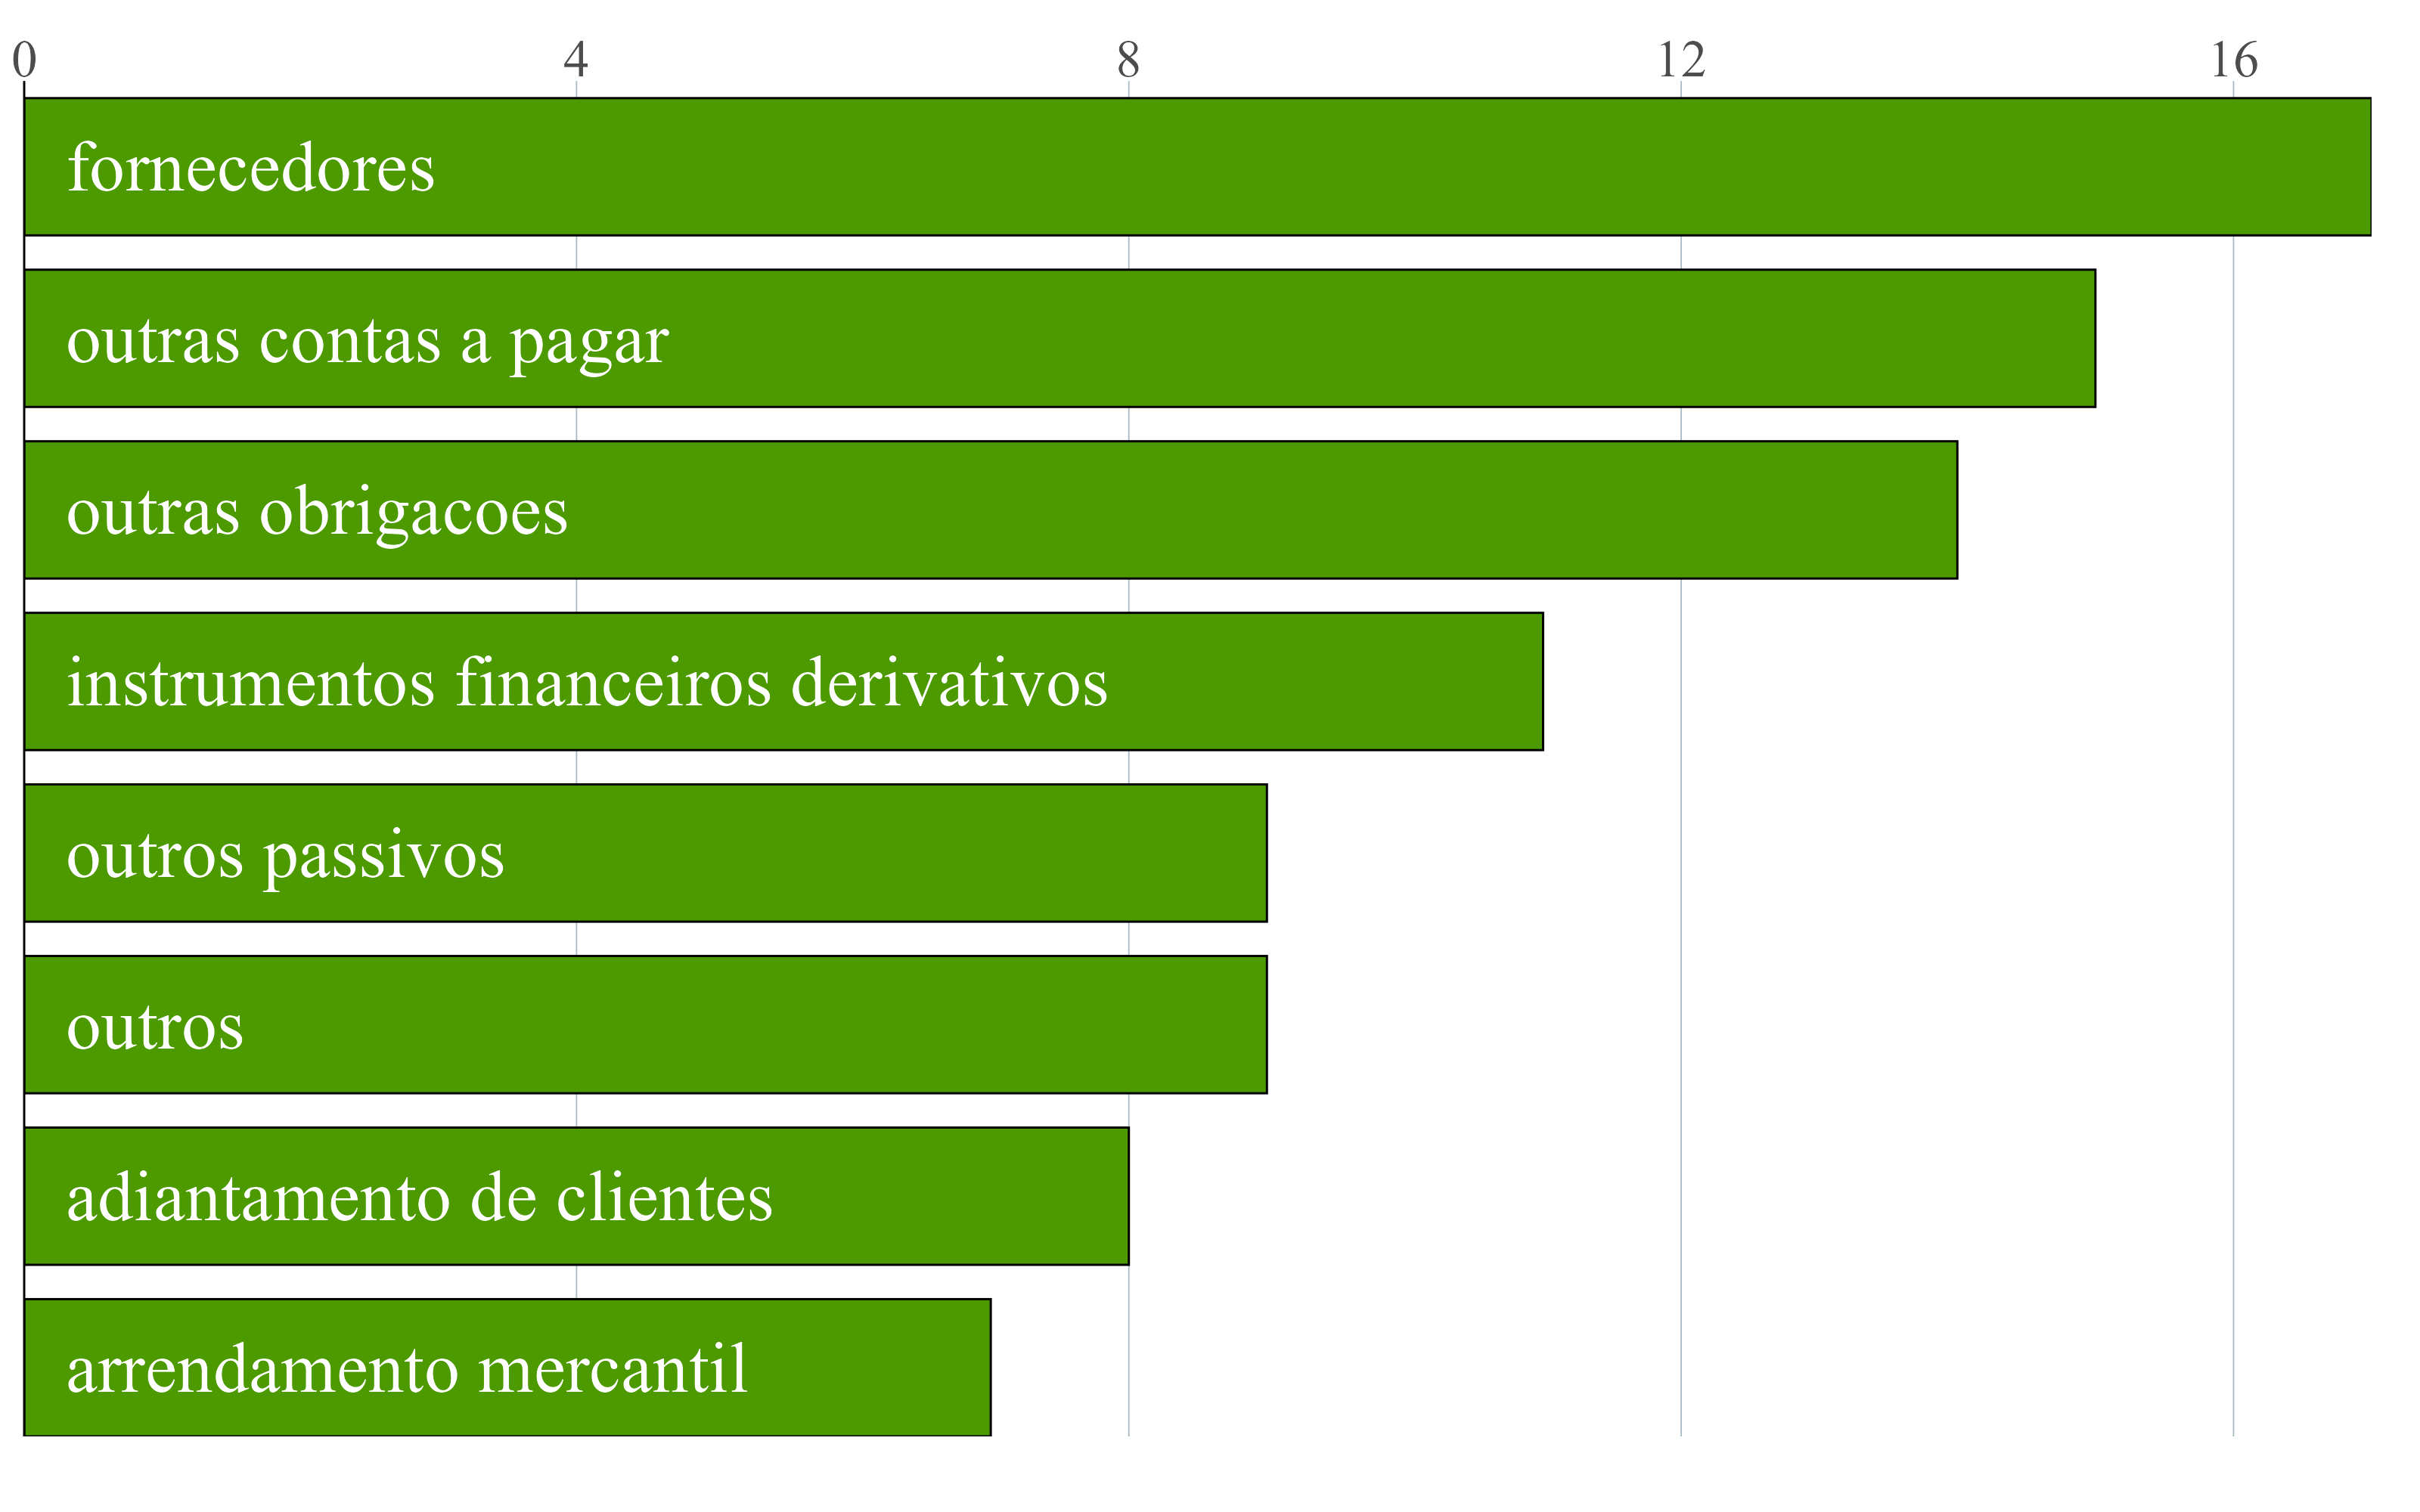 0 4 8 12 16
fornecedores
outras contas a pagar
outras obrigacoes
instrumentos financeiros derivativos
outros passivos
outros
adiantamento de clientes
arrendamento mercantil